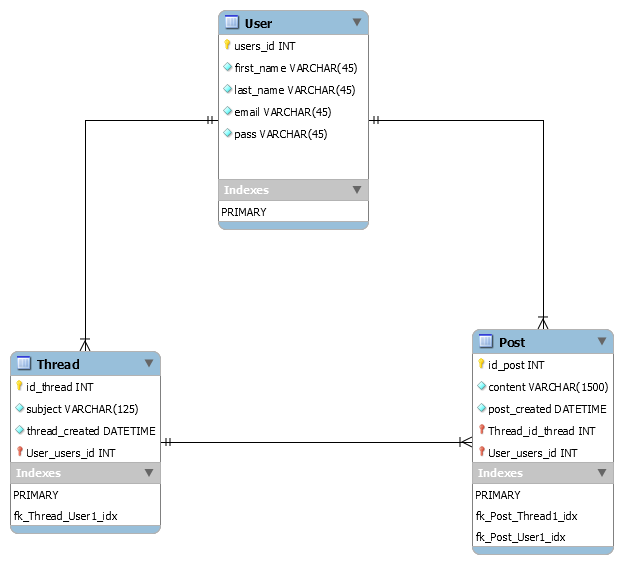 User
users_id INT
first_name VARCHAR(45)
last_name VARCHAR(45)
email VARCHAR(45)
pass VARCHAR(45)
Indexes
PRIMARY
Thread
id_thread INT
subject VARCHAR(125)
thread_created DATETIME
User_users_id INT
Indexes
PRIMARY
fk_Thread_User1_idx
Post
id_post INT
content VARCHAR(1500)
post_created DATETIME
Thread_id_thread INT
User_users_id INT
Indexes
PRIMARY
fk_Post_Thread1_idx
fk_Post_User1_idx